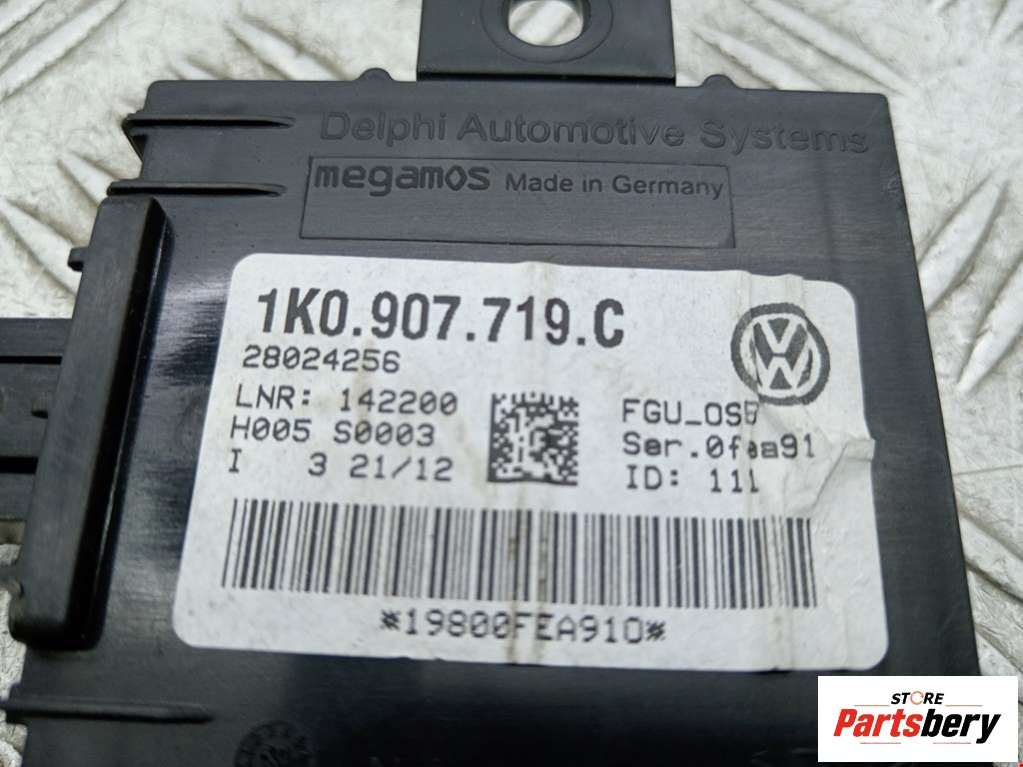 Delphi Automotive Systems
megamos Made in Germany
1K0.907.719.C
28024256
LNR: 142200
H005 S0003
I 3 21/12
FGU_OS5
Ser.0fea91
ID: 111
*19800FEA910*
STORE
Partsbery